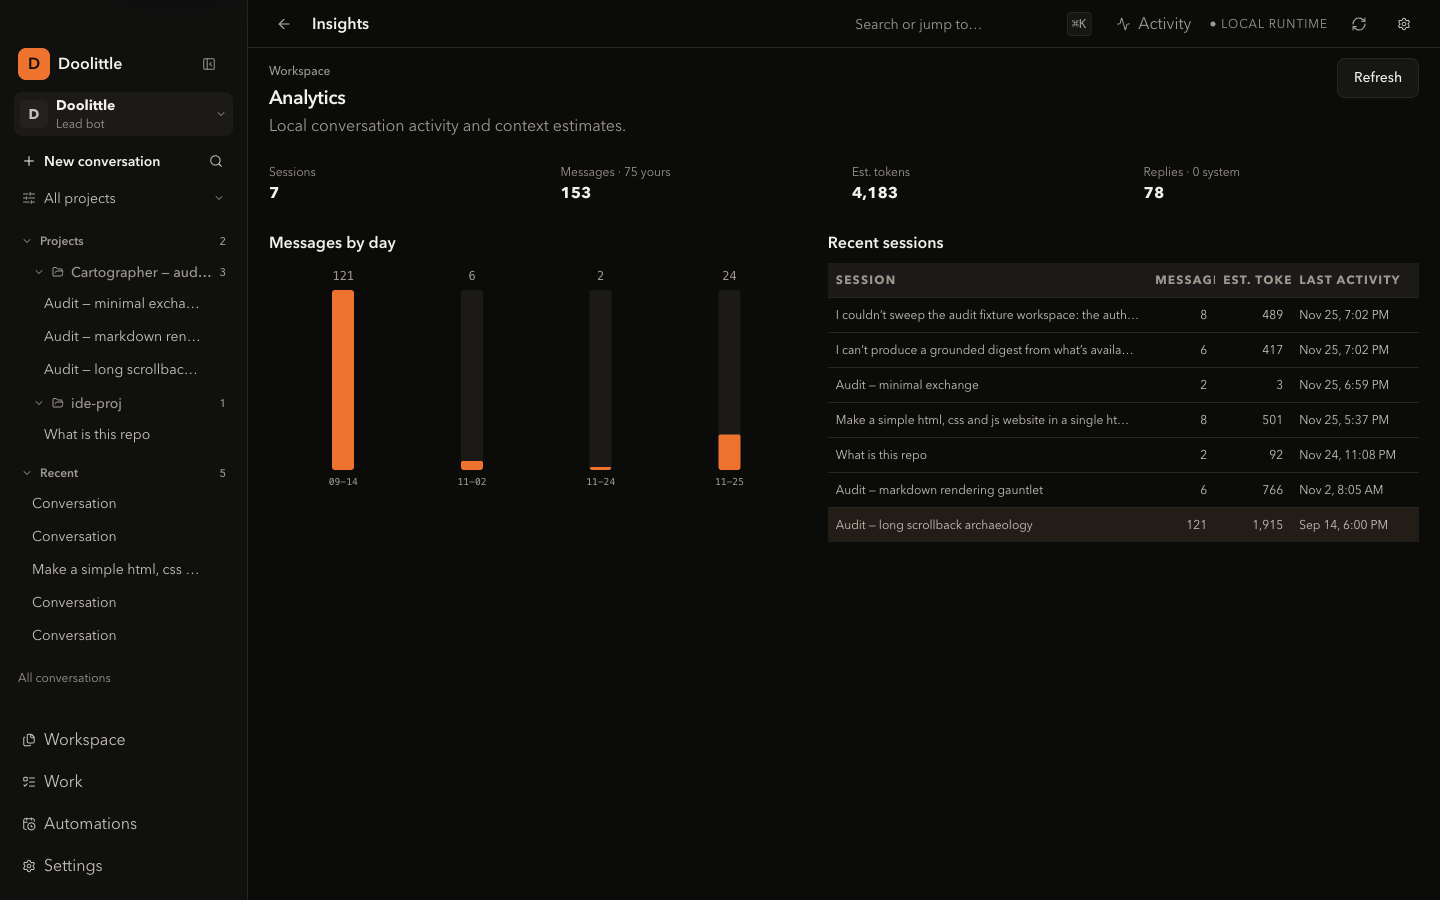 Insights
Search or jump to…
⌘K
Activity
LOCAL RUNTIME
D
Doolittle
D
Doolittle
Lead bot
New conversation
All projects
Projects 2
Cartographer – aud… 3
Audit – minimal excha…
Audit – markdown ren…
Audit – long scrollbac…
ide-proj 1
What is this repo
Recent 5
Conversation
Conversation
Make a simple html, css …
Conversation
Conversation
All conversations
Workspace
Work
Automations
Settings
Workspace
Analytics
Local conversation activity and context estimates.
Refresh
Sessions
7
Messages · 75 yours
153
Est. tokens
4,183
Replies · 0 system
78
Messages by day
121 6 2 24
09–14 11–02 11–24 11–25
Recent sessions
SESSION MESSAG EST. TOKE LAST ACTIVITY
I couldn’t sweep the audit fixture workspace: the auth… 8 489 Nov 25, 7:02 PM
I can’t produce a grounded digest from what’s availa… 6 417 Nov 25, 7:02 PM
Audit – minimal exchange 2 3 Nov 25, 6:59 PM
Make a simple html, css and js website in a single ht… 8 501 Nov 25, 5:37 PM
What is this repo 2 92 Nov 24, 11:08 PM
Audit – markdown rendering gauntlet 6 766 Nov 2, 8:05 AM
Audit – long scrollback archaeology 121 1,915 Sep 14, 6:00 PM